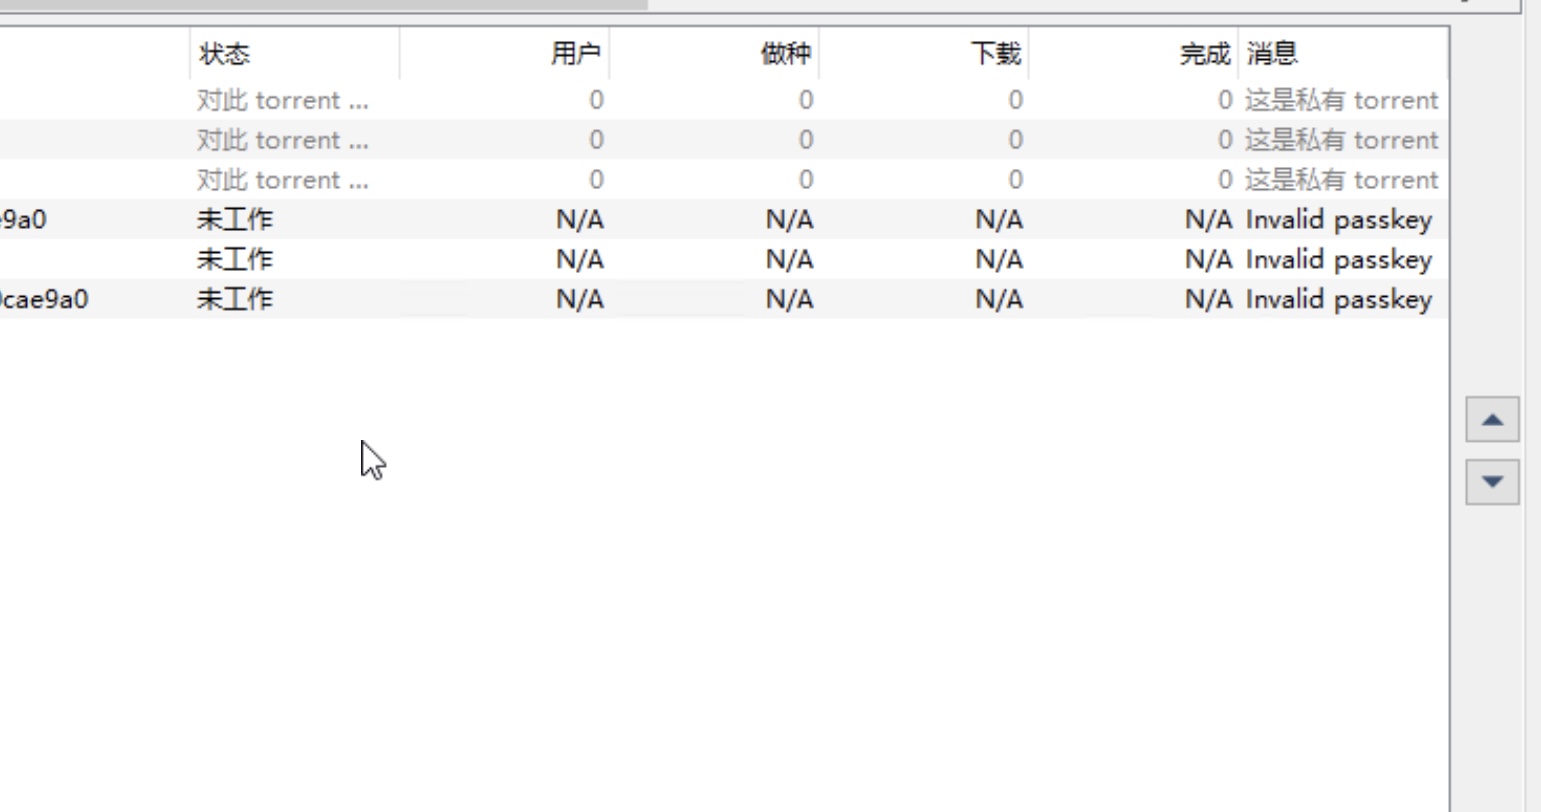 状态 用户 做种 下载 完成 消息
对此 torrent ... 0 0 0 0 这是私有 torrent
对此 torrent ... 0 0 0 0 这是私有 torrent
对此 torrent ... 0 0 0 0 这是私有 torrent
e9a0 未工作 N/A N/A N/A N/A Invalid passkey
未工作 N/A N/A N/A N/A Invalid passkey
cae9a0 未工作 N/A N/A N/A N/A Invalid passkey